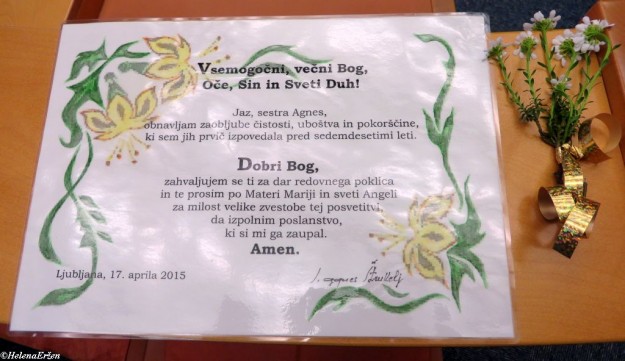 Vsemogočni, večni Bog,
Oče, Sin in Sveti Duh!
Jaz, sestra Agnes,
obnavljam zaobljube čistosti, uboštva in pokorščine,
ki sem jih prvič izpovedala pred sedemdesetimi leti.
Dobri Bog,
zahvaljujem se ti za dar redovnega poklica
in te prosim po Materi Mariji in sveti Angeli
za milost velike zvestobe tej posvetitvi,
da izpolnim poslanstvo,
ki si mi ga zaupal.
Amen.
Ljubljana, 17. aprila 2015
s. Agnes
©HelenaEržen